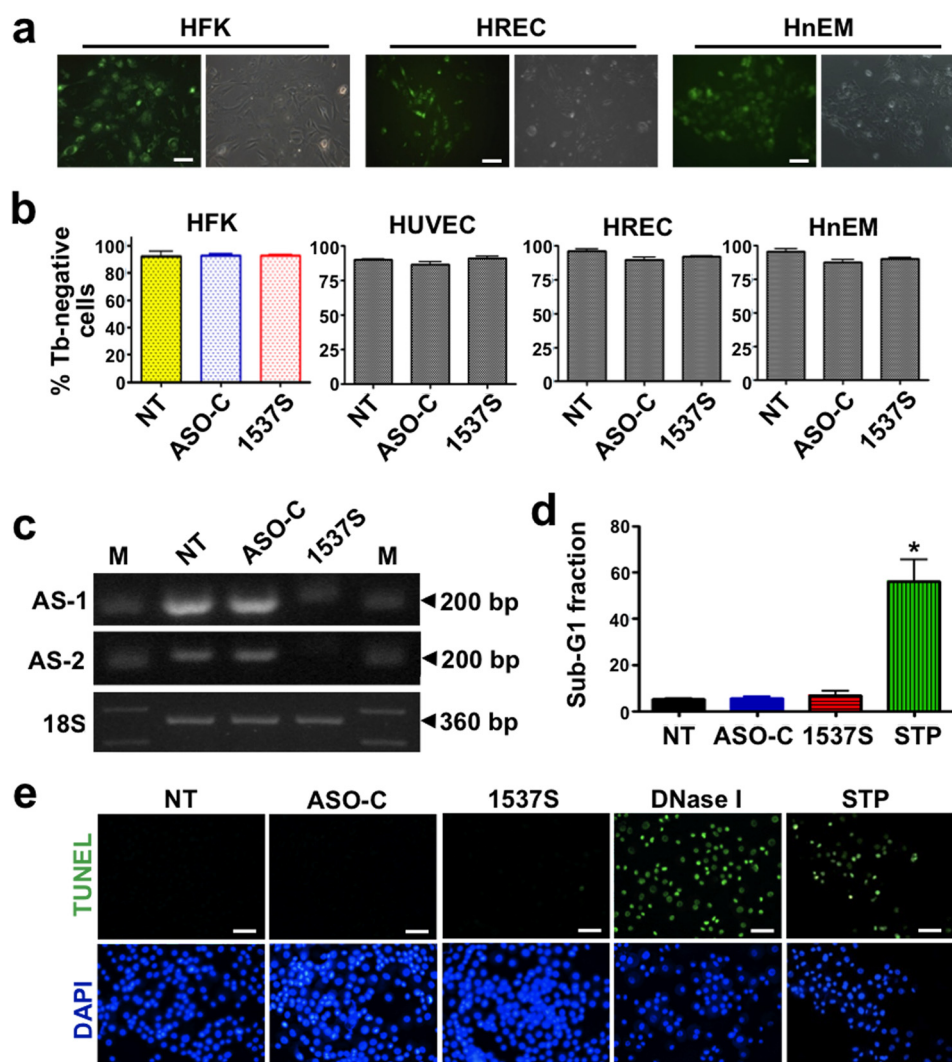 a
HFK HREC HnEM
b
HFK HUVEC HREC HnEM
% Tb-negative
cells
100
80
60
40
20
0
NT ASO-C 1537S
100
75
50
25
0
NT ASO-C 1537S
100
75
50
25
0
NT ASO-C 1537S
100
75
50
25
0
NT ASO-C 1537S
c
M NT ASO-C 1537S M
AS-1 200 bp
AS-2 200 bp
18S 360 bp
d
Sub-G1 fraction
80
60
40
20
0
*
NT ASO-C 1537S STP
e
NT ASO-C 1537S DNase I STP
TUNEL
DAPI